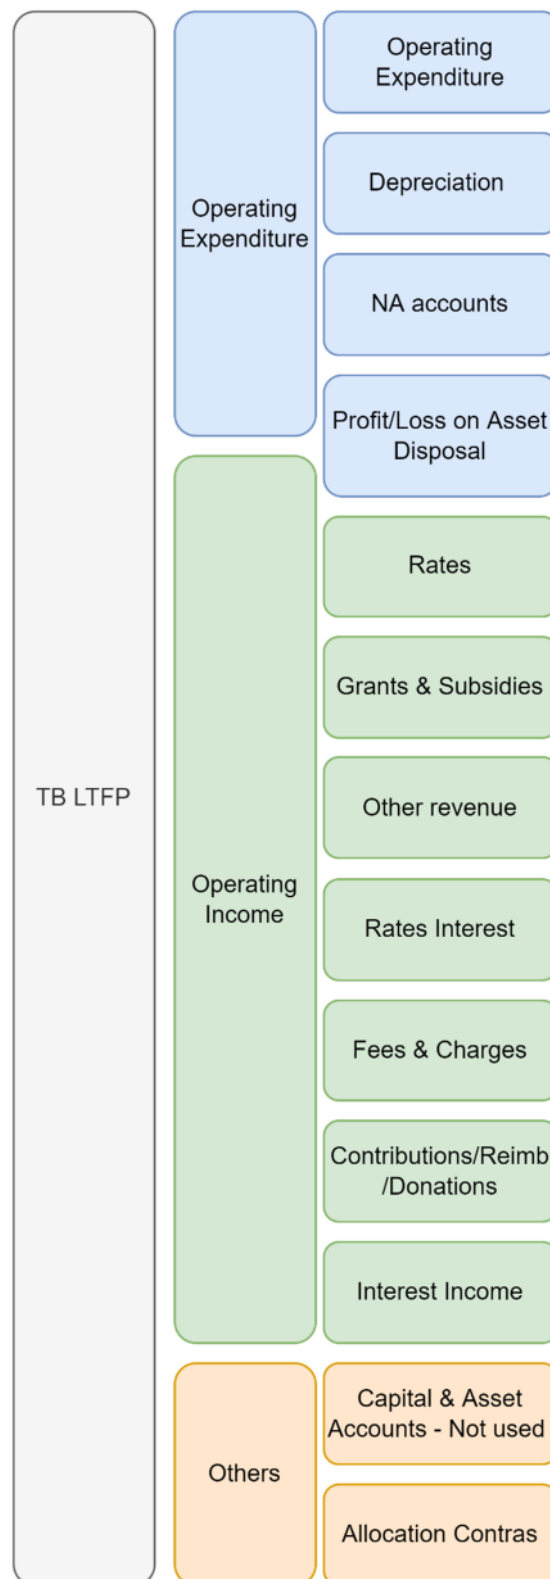 Operating
Expenditure
Depreciation
Operating
Expenditure
NA accounts
Profit/Loss on Asset
Disposal
Rates
Grants & Subsidies
TB LTFP
Other revenue
Operating
Income
Rates Interest
Fees & Charges
Contributions/Reimb
/Donations
Interest Income
Capital & Asset
Accounts - Not used
Others
Allocation Contras